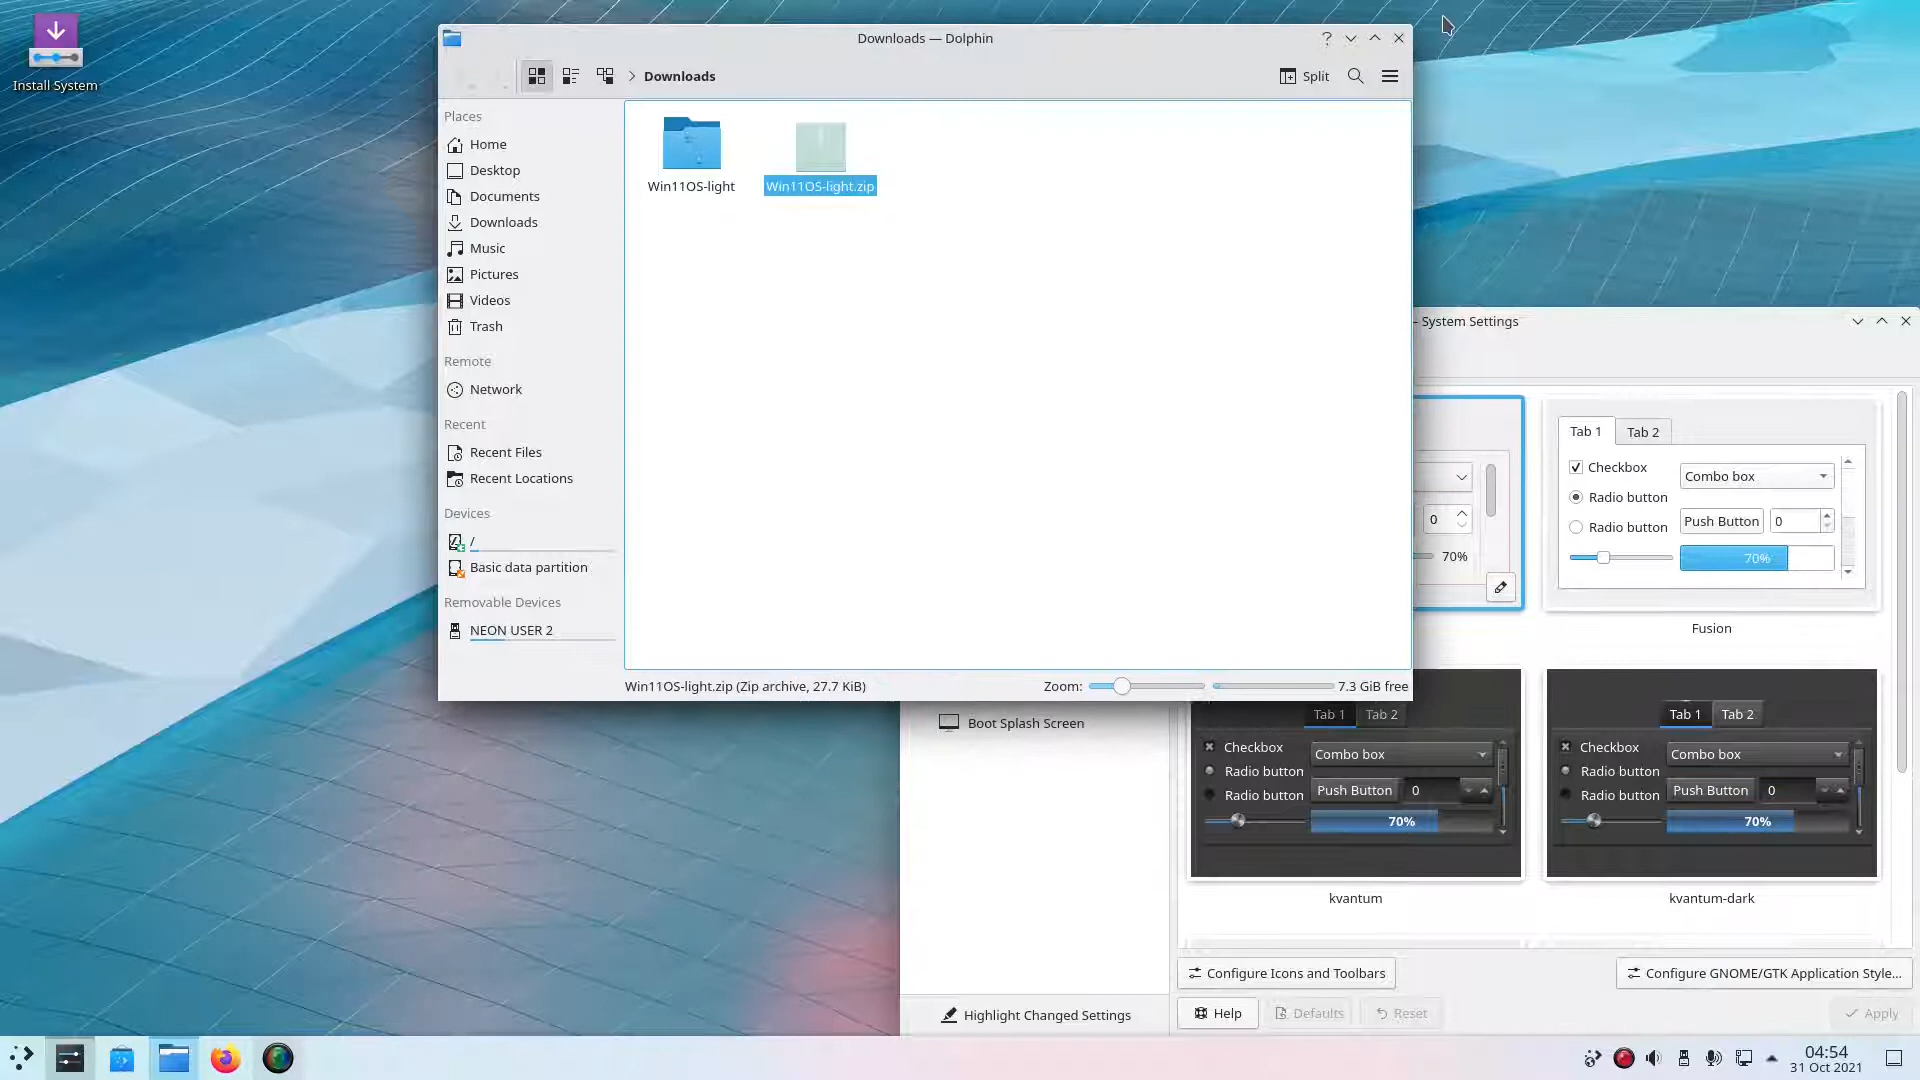 Install System
Downloads — Dolphin
Downloads
Split
Places
Home
Desktop
Documents
Downloads
Music
Pictures
Videos
Trash
Remote
Network
Recent
Recent Files
Recent Locations
Devices
/
Basic data partition
Removable Devices
NEON USER 2
Win11OS-light
Win11OS-light.zip
Win11OS-light.zip (Zip archive, 27.7 KiB)
Zoom:
7.3 GiB free
– System Settings
0
70%
Tab 1
Tab 2
Checkbox
Combo box
Radio button
Radio button
Push Button
0
70%
Fusion
Boot Splash Screen
Tab 1
Tab 2
Checkbox
Combo box
Radio button
Radio button
Push Button
0
70%
kvantum
Tab 1
Tab 2
Checkbox
Combo box
Radio button
Radio button
Push Button
0
70%
kvantum-dark
Configure Icons and Toolbars
Configure GNOME/GTK Application Style...
Highlight Changed Settings
Help
Defaults
Reset
Apply
04:54
31 Oct 2021